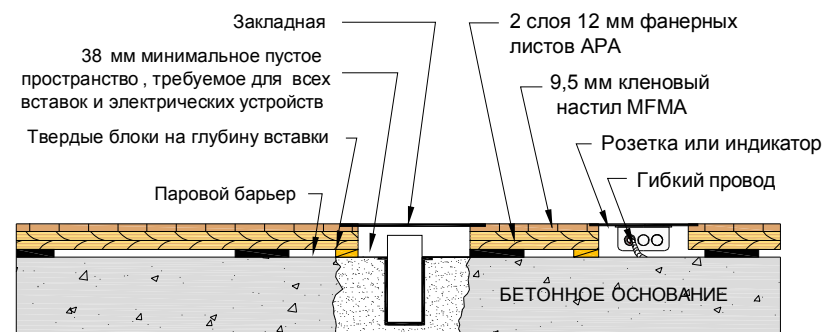 Закладная
38 мм минимальное пустое
пространство , требуемое для всех
вставок и электрических устройств
Твердые блоки на глубину вставки
Паровой барьер
2 слоя 12 мм фанерных
листов APA
9,5 мм кленовый
настил MFMA
Розетка или индикатор
Гибкий провод
БЕТОННОЕ ОСНОВАНИЕ